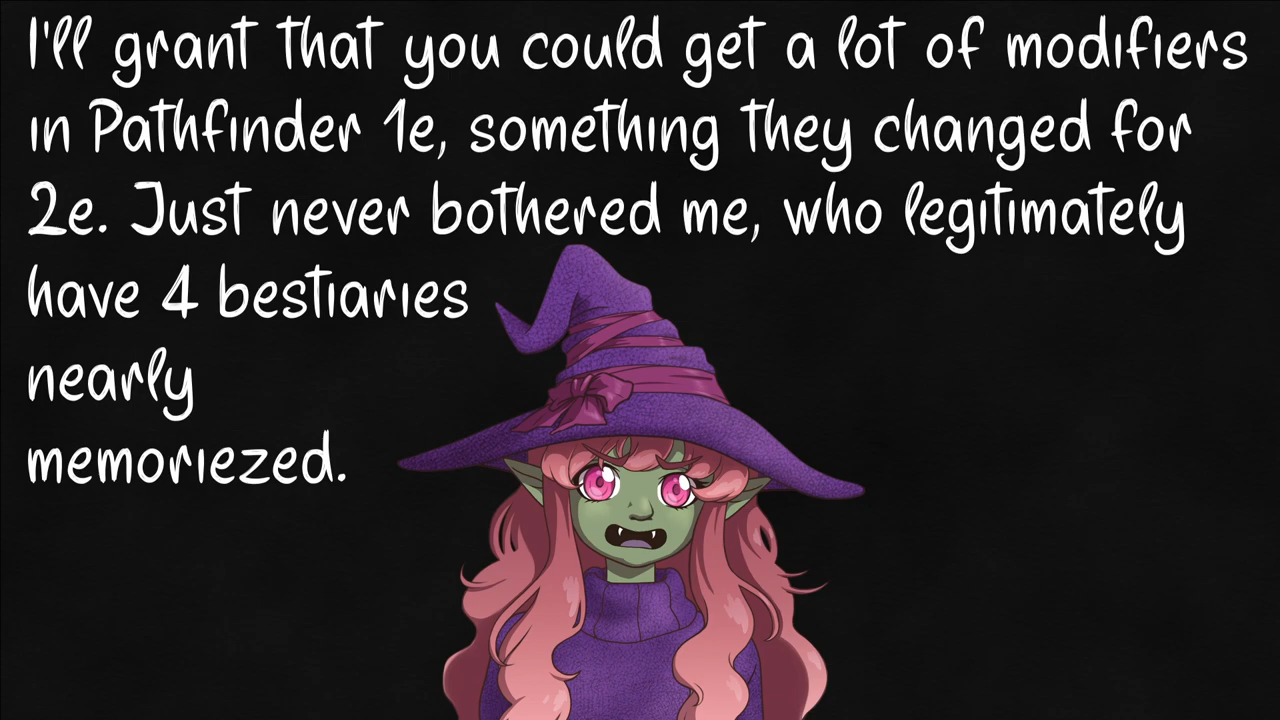 I'll grant that you could get a lot of modifiers
in Pathfinder 1e, something they changed for
2e. Just never bothered me, who legitimately
have 4 bestiaries
nearly
memoriezed.